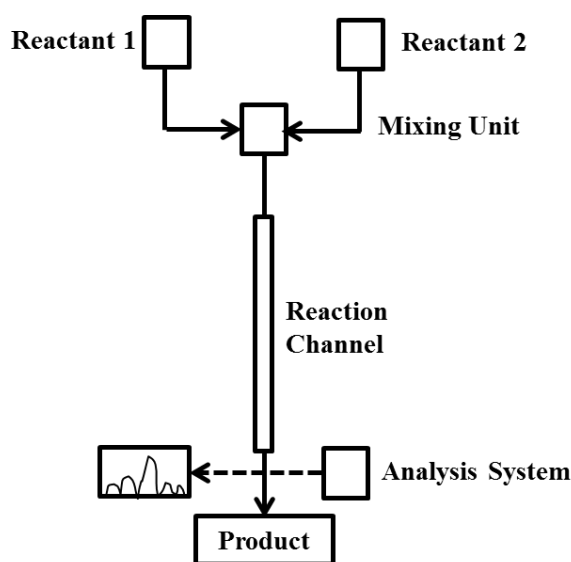 Reactant 1
Reactant 2
Mixing Unit
Reaction
Channel
Analysis System
Product